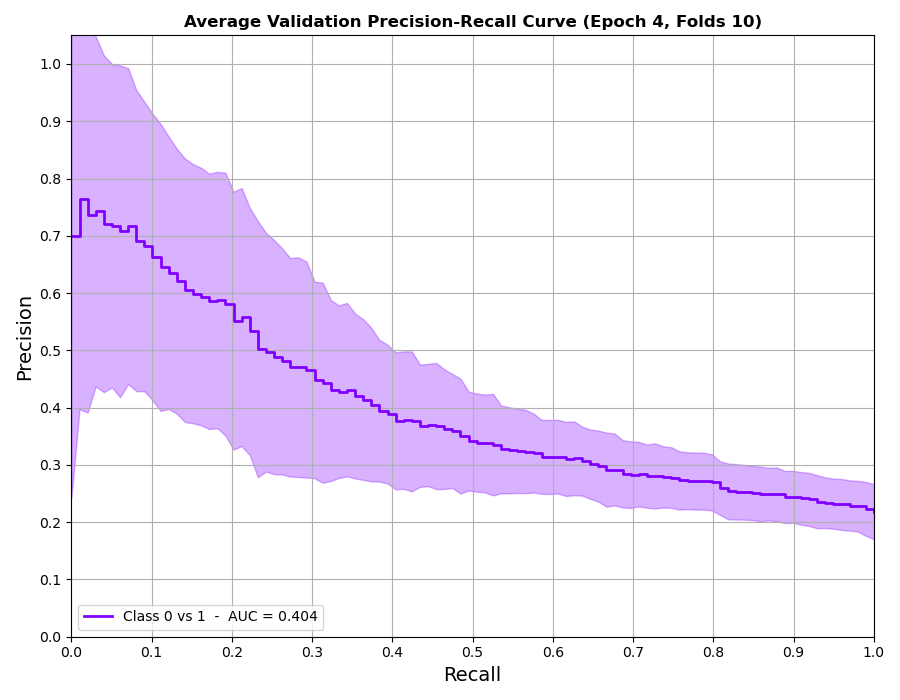 Average Validation Precision-Recall Curve (Epoch 4, Folds 10)
Precision
1.0
0.9
0.8
0.7
0.6
0.5
0.4
0.3
0.2
0.1
0.0
Class 0 vs 1 - AUC = 0.404
0.0 0.1 0.2 0.3 0.4 0.5 0.6 0.7 0.8 0.9 1.0
Recall